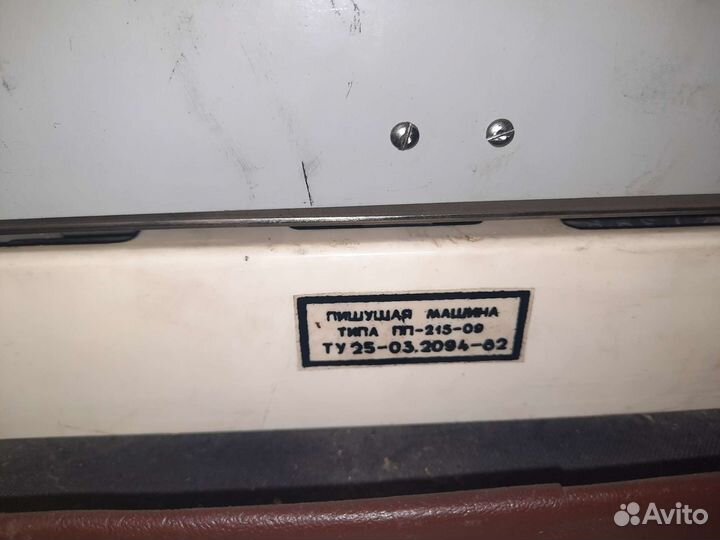 ПИШУЩАЯ МАШИНА
ТИПА ПП-215-09
ТУ 25-03.2094-82
Avito